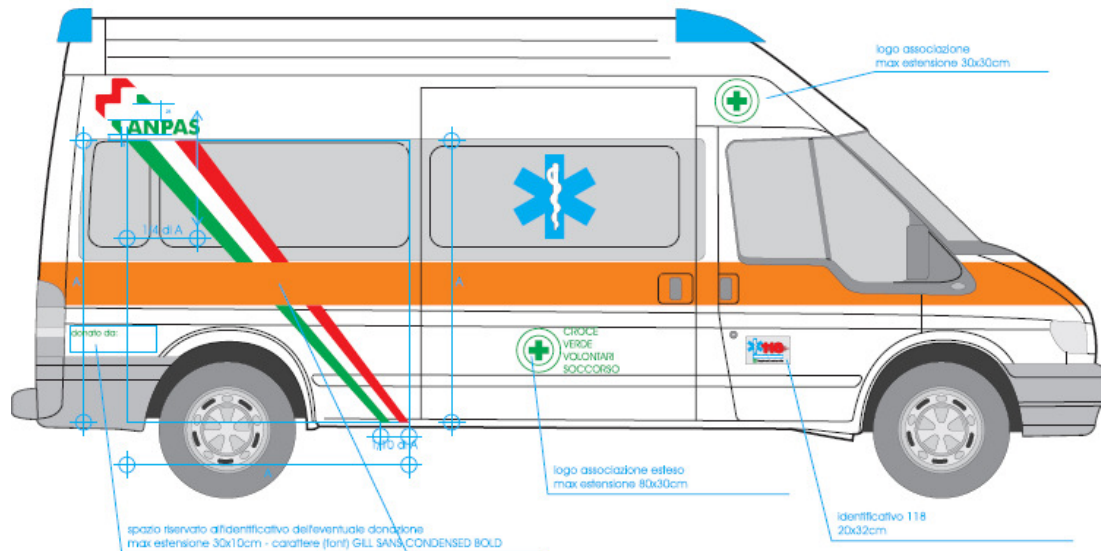 logo associazione
max estensione 30x30cm
ANPAS
1/4 di A
A
A
donato da:
CROCE
VERDE
VOLONTARI
SOCCORSO
118
1/10 di A
A
logo associazione esteso
max estensione 80x30cm
identificativo 118
20x32cm
spazio riservato all'identificativo dell'eventuale donazione
max estensione 30x10cm - carattere (font) GILL SANS CONDENSED BOLD